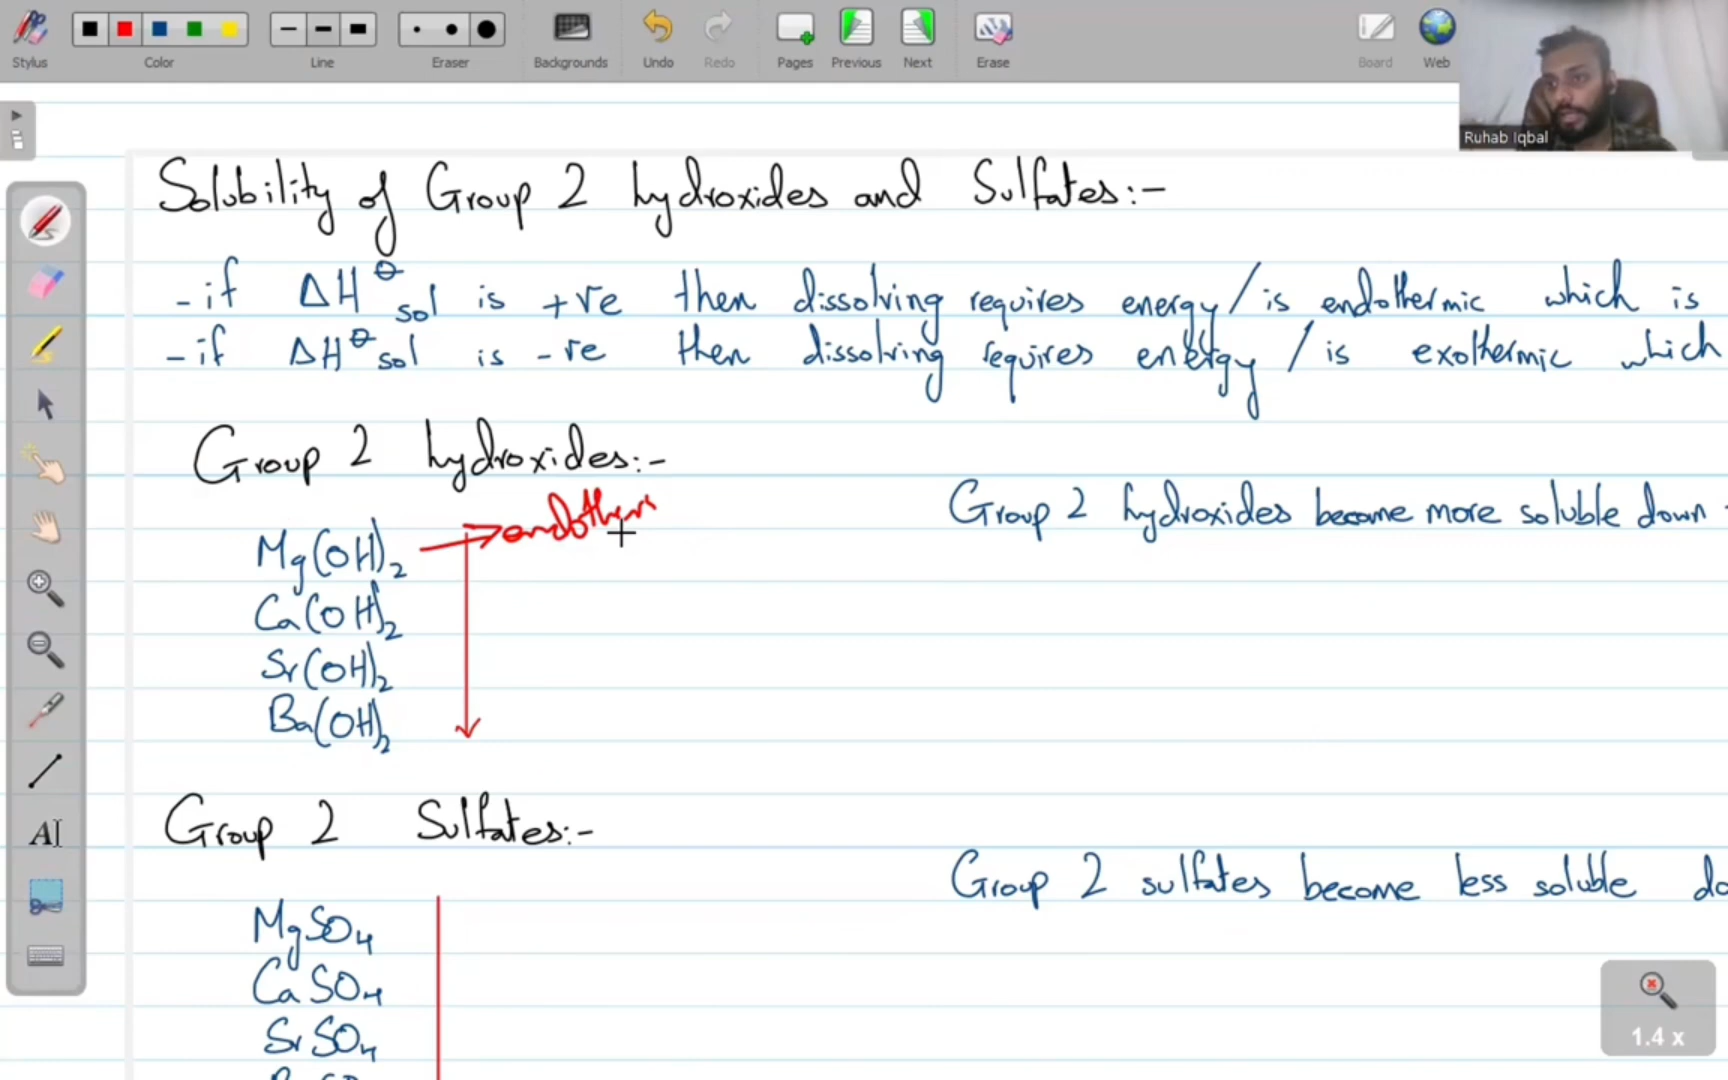 Stylus
Color
Line
Eraser
Backgrounds
Undo
Redo
Pages
Previous
Next
Erase
Board
Web
Ruhab Iqbal
Solubility of Group 2 hydroxides and Sulfates:-
- if ΔH⦵sol is +ve then dissolving requires energy / is endothermic which is
- if ΔH⦵sol is -ve then dissolving requires energy / is exothermic which
Group 2 hydroxides:-
Group 2 hydroxides become more soluble down
endother
Mg(OH)2
Ca(OH)2
Sr(OH)2
Ba(OH)2
Group 2 Sulfates:-
Group 2 sulfates become less soluble do
MgSO4
CaSO4
SrSO4
AI
1.4 x